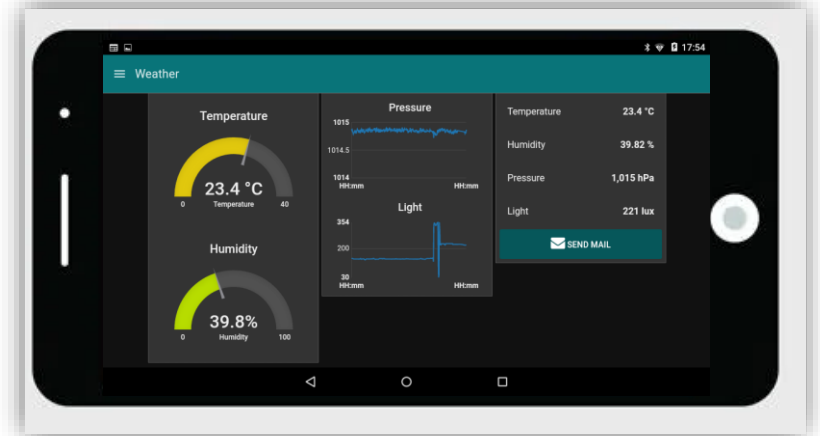 17:54
Weather
Temperature
23.4 °C
0 Temperature 40
Humidity
39.8%
0 Humidity 100
Pressure
1015
1014.5
1014
HH:mm HH:mm
Light
354
200
30
HH:mm HH:mm
Temperature 23.4 °C
Humidity 39.82 %
Pressure 1,015 hPa
Light 221 lux
SEND MAIL